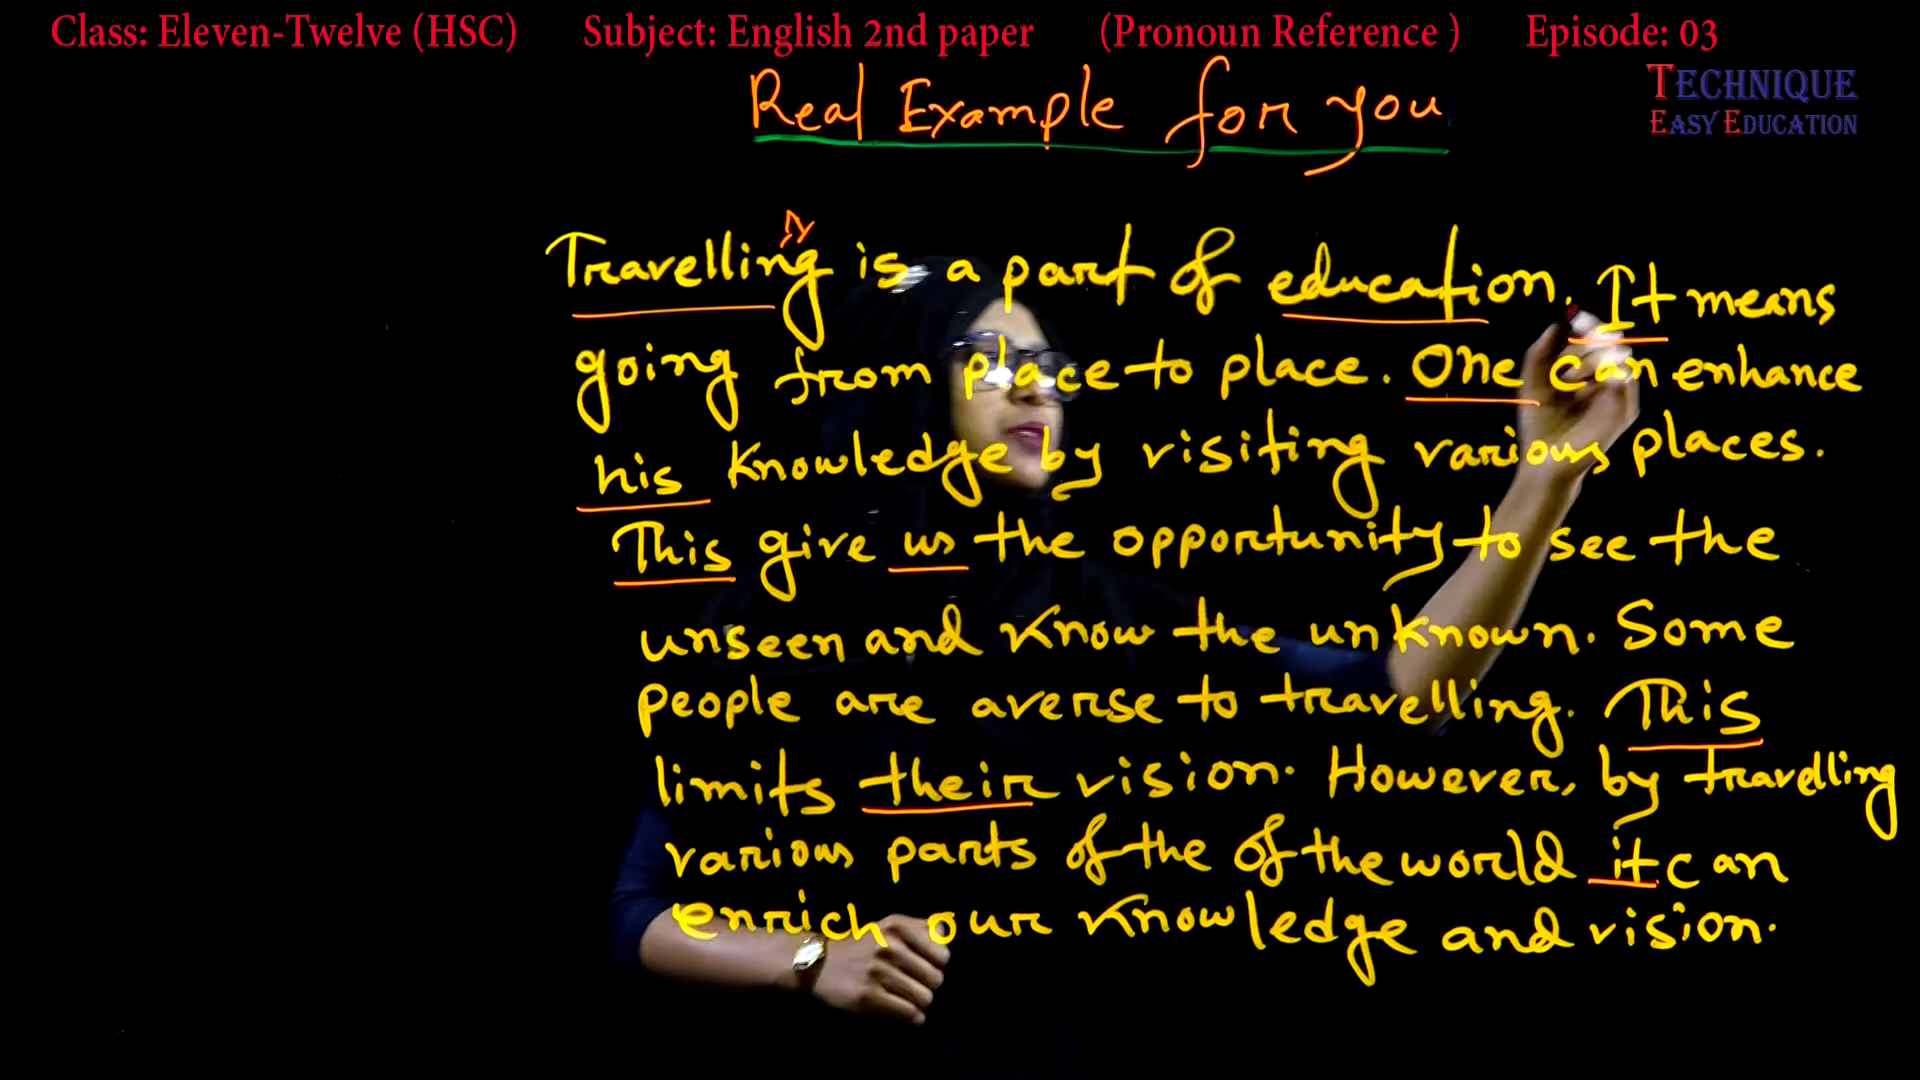 Class: Eleven-Twelve (HSC) Subject: English 2nd paper (Pronoun Reference ) Episode: 03
TECHNIQUE
EASY EDUCATION
Real Example for you
Travelling is a part of education. It means
going from place to place. One can enhance
his knowledge by visiting various places.
This give us the opportunity to see the
unseen and know the unknown. Some
people are averse to travelling. This
limits their vision. However, by travelling
various parts of the of the world it can
enrich our knowledge and vision.